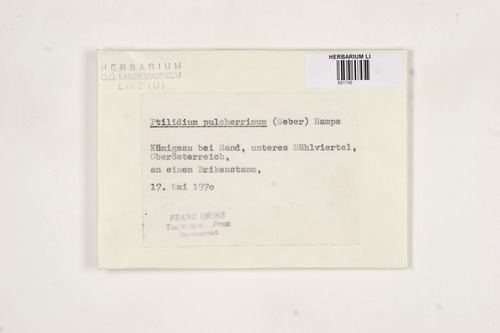 HERBARIUM
O.Ö. LANDESMUSEUM
LINZ (LI)
HERBARIUM LI
Ptilidium pulcherrimum (Weber) Hampe
Königsau bei Sand, unteres Mühlviertel,
Oberösterreich,
an einem Brikenstamm,
17. Mai 1970
FRANZ GRIMS